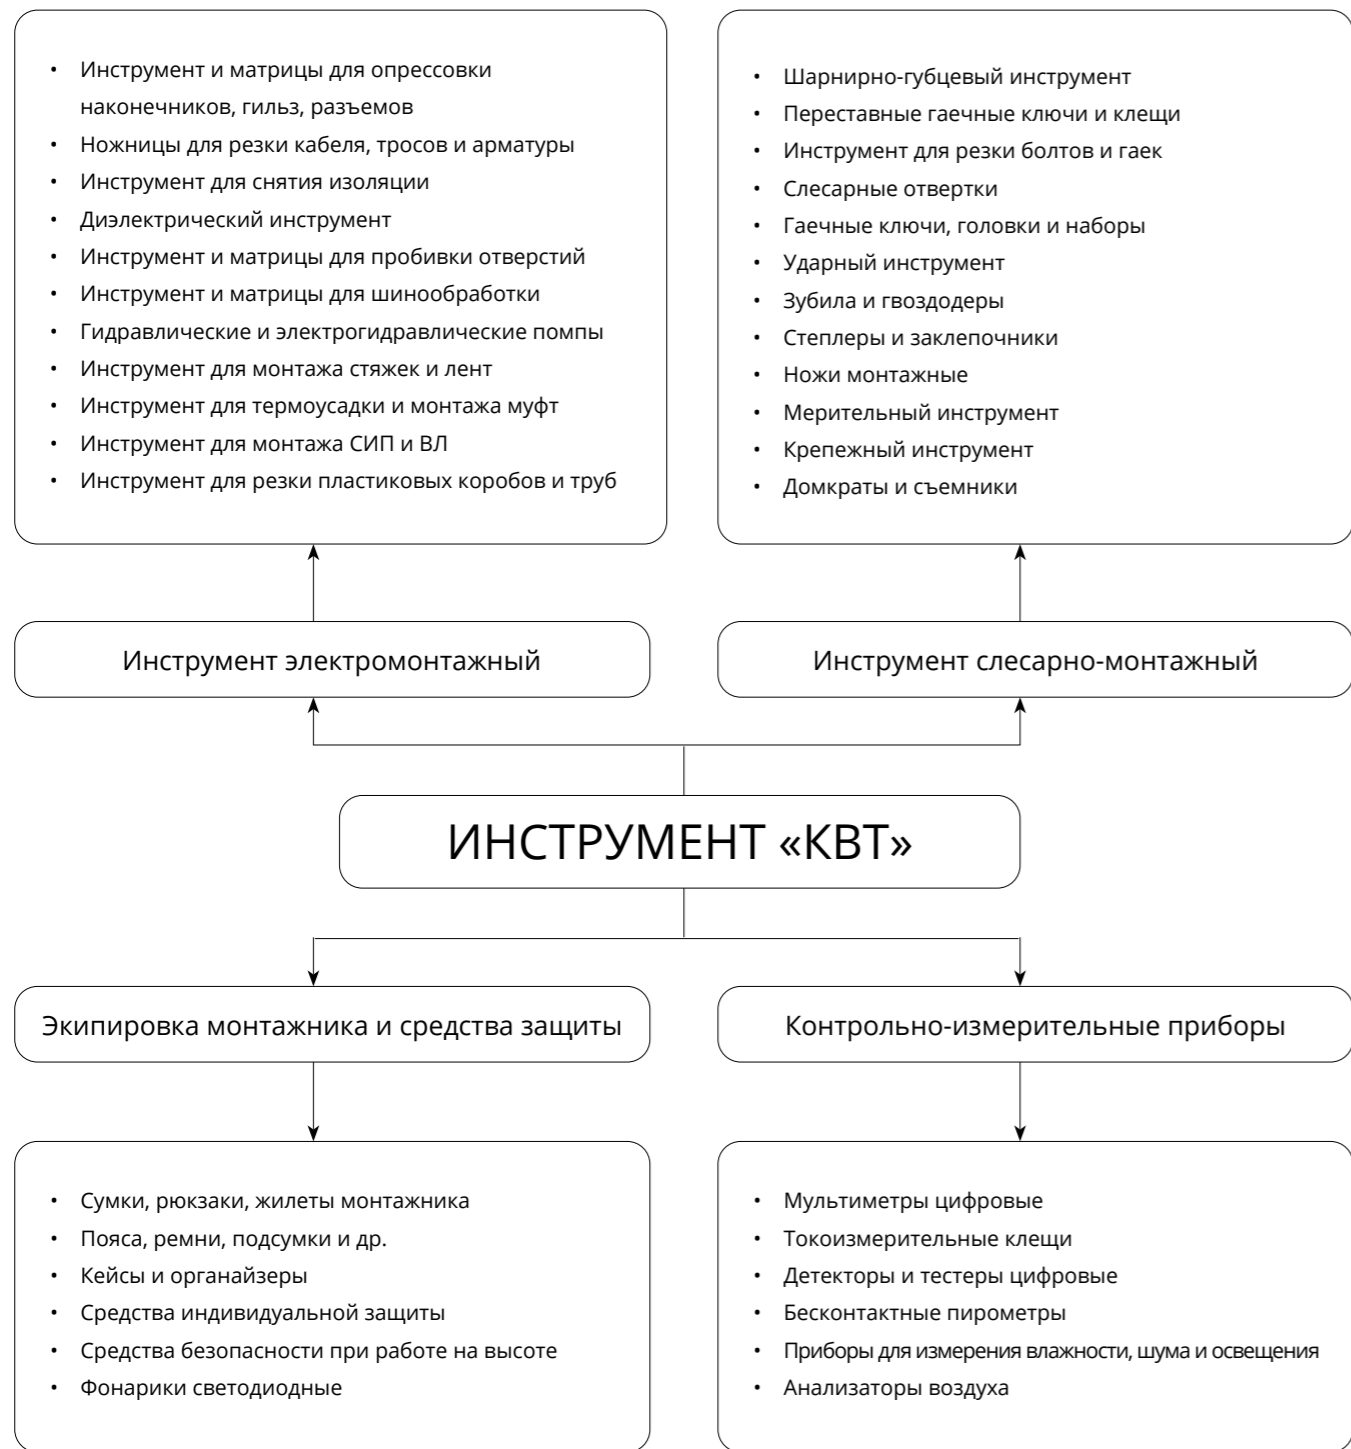 • Инструмент и матрицы для опрессовки
наконечников, гильз, разъемов
• Ножницы для резки кабеля, тросов и арматуры
• Инструмент для снятия изоляции
• Диэлектрический инструмент
• Инструмент и матрицы для пробивки отверстий
• Инструмент и матрицы для шинообработки
• Гидравлические и электрогидравлические помпы
• Инструмент для монтажа стяжек и лент
• Инструмент для термоусадки и монтажа муфт
• Инструмент для монтажа СИП и ВЛ
• Инструмент для резки пластиковых коробов и труб
• Шарнирно-губцевый инструмент
• Переставные гаечные ключи и клещи
• Инструмент для резки болтов и гаек
• Слесарные отвертки
• Гаечные ключи, головки и наборы
• Ударный инструмент
• Зубила и гвоздодеры
• Степлеры и заклепочники
• Ножи монтажные
• Мерительный инструмент
• Крепежный инструмент
• Домкраты и съемники
Инструмент электромонтажный
Инструмент слесарно-монтажный
ИНСТРУМЕНТ «КВТ»
Экипировка монтажника и средства защиты
Контрольно-измерительные приборы
• Сумки, рюкзаки, жилеты монтажника
• Пояса, ремни, подсумки и др.
• Кейсы и органайзеры
• Средства индивидуальной защиты
• Средства безопасности при работе на высоте
• Фонарики светодиодные
• Мультиметры цифровые
• Токоизмерительные клещи
• Детекторы и тестеры цифровые
• Бесконтактные пирометры
• Приборы для измерения влажности, шума и освещения
• Анализаторы воздуха